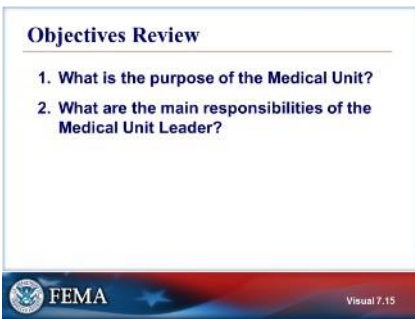 Objectives Review
1. What is the purpose of the Medical Unit?
2. What are the main responsibilities of the
Medical Unit Leader?
FEMA
Visual 7.15